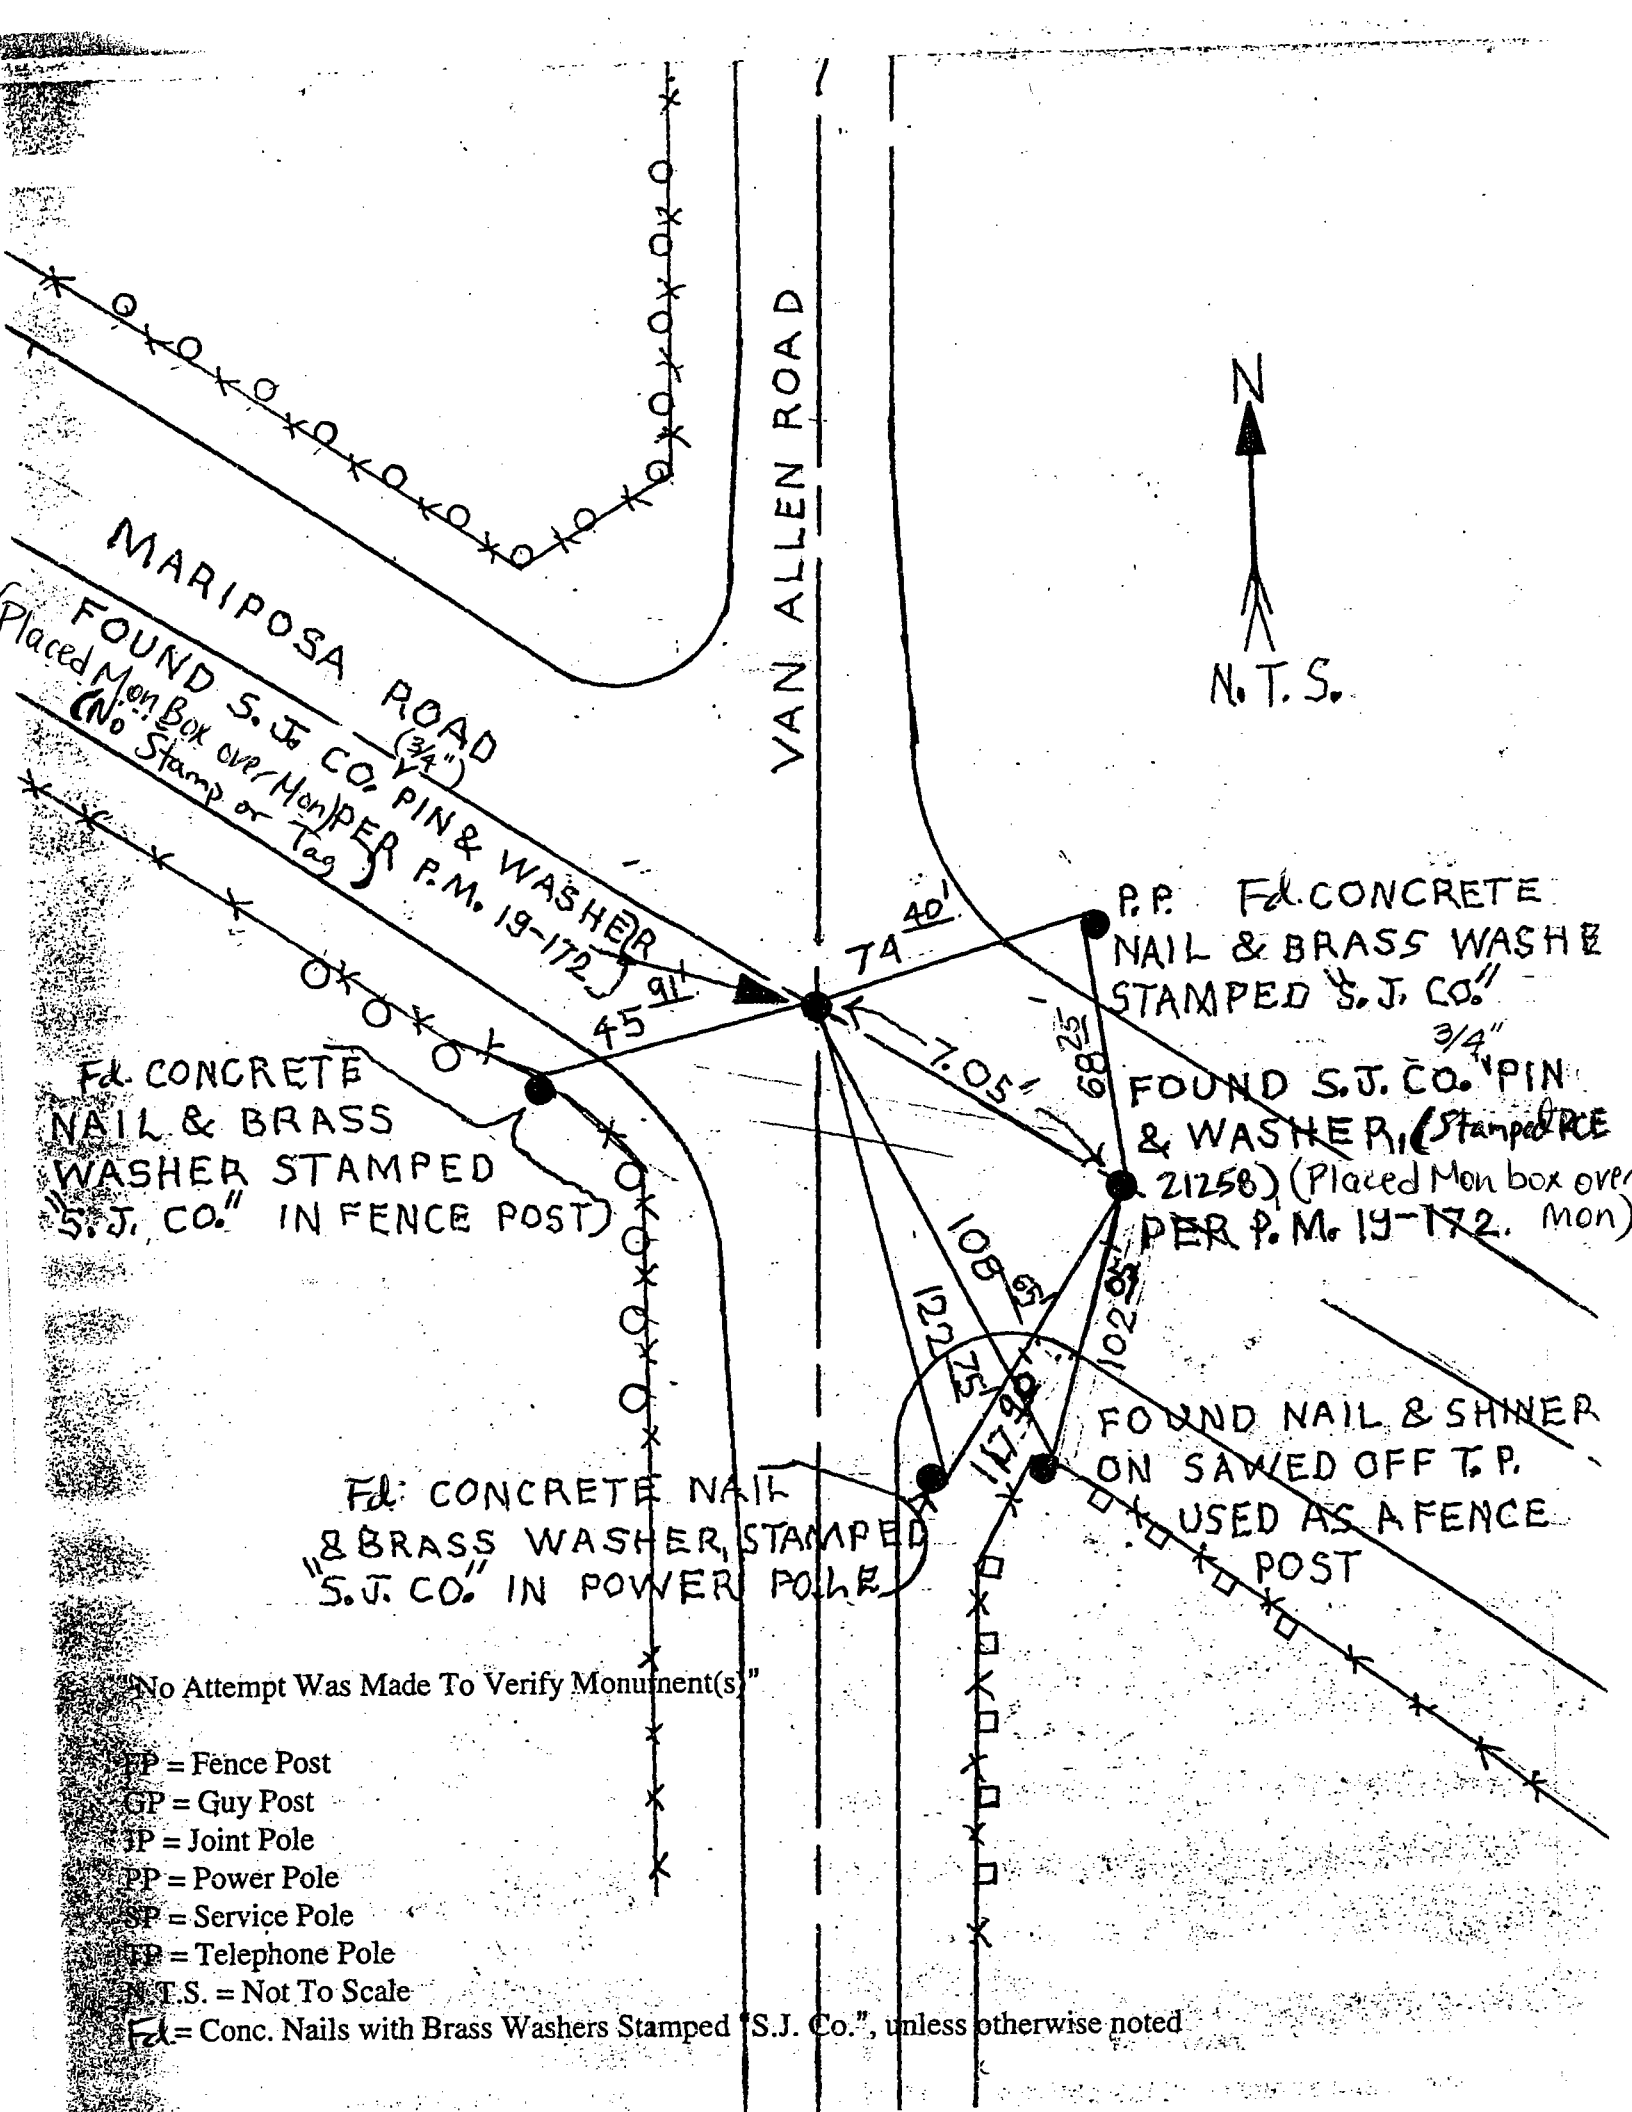 VAN ALLEN ROAD
N
N.T.S.
MARIPOSA ROAD
(3/4")
FOUND S.J. CO. PIN & WASHER
(Placed Mon Box over Mon) PER P.M. 19-172
(No Stamp or Tag)
74 40'
45 91'
P.P. Fd. CONCRETE
NAIL & BRASS WASHE
STAMPED "S.J. CO."
68 25
7.05'
3/4"
FOUND S.J. CO. PIN
& WASHER, (Stamped RCE
21258) (Placed Mon box over
PER P.M. 19-172. Mon)
Fd. CONCRETE
NAIL & BRASS
WASHER STAMPED
"S.J. CO." IN FENCE POST
108 65'
122 75'
102
117
FOUND NAIL & SHINER
ON SAWED OFF T.P.
USED AS A FENCE
POST
Fd. CONCRETE NAIL
& BRASS WASHER, STAMPED
"S.J. CO." IN POWER POLE
"No Attempt Was Made To Verify Monument(s)"
FP = Fence Post
GP = Guy Post
JP = Joint Pole
PP = Power Pole
SP = Service Pole
TP = Telephone Pole
N.T.S. = Not To Scale
Fd. = Conc. Nails with Brass Washers Stamped "S.J. Co.", unless otherwise noted